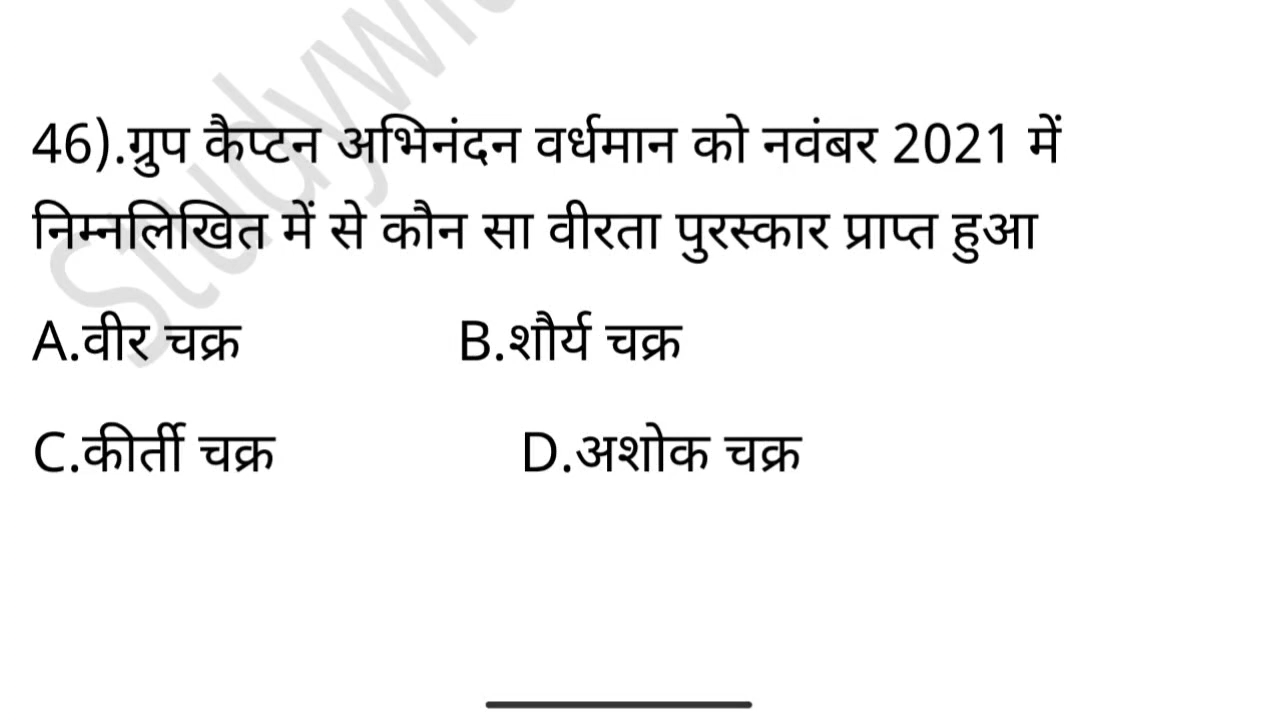 46).ग्रुप कैप्टन अभिनंदन वर्धमान को नवंबर 2021 में
निम्नलिखित में से कौन सा वीरता पुरस्कार प्राप्त हुआ
A.वीर चक्र B.शौर्य चक्र
C.कीर्ती चक्र D.अशोक चक्र